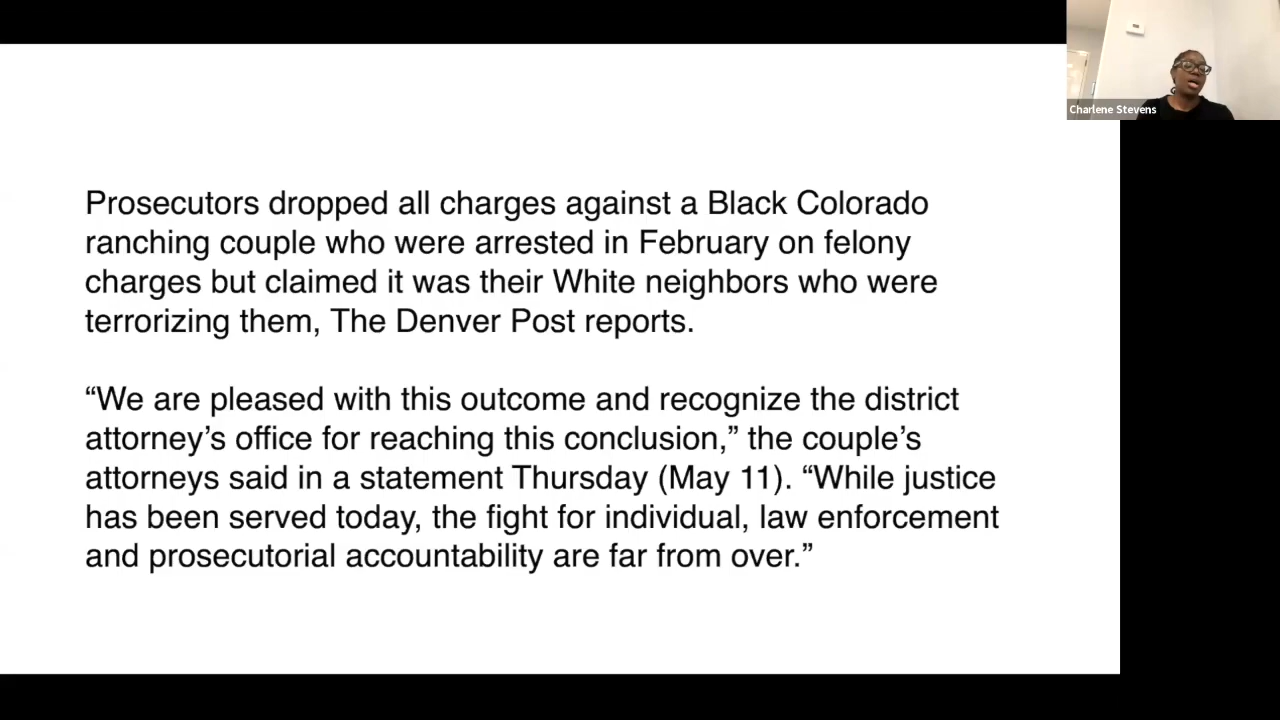 Charlene Stevens
Prosecutors dropped all charges against a Black Colorado
ranching couple who were arrested in February on felony
charges but claimed it was their White neighbors who were
terrorizing them, The Denver Post reports.
“We are pleased with this outcome and recognize the district
attorney’s office for reaching this conclusion,” the couple’s
attorneys said in a statement Thursday (May 11). “While justice
has been served today, the fight for individual, law enforcement
and prosecutorial accountability are far from over.”